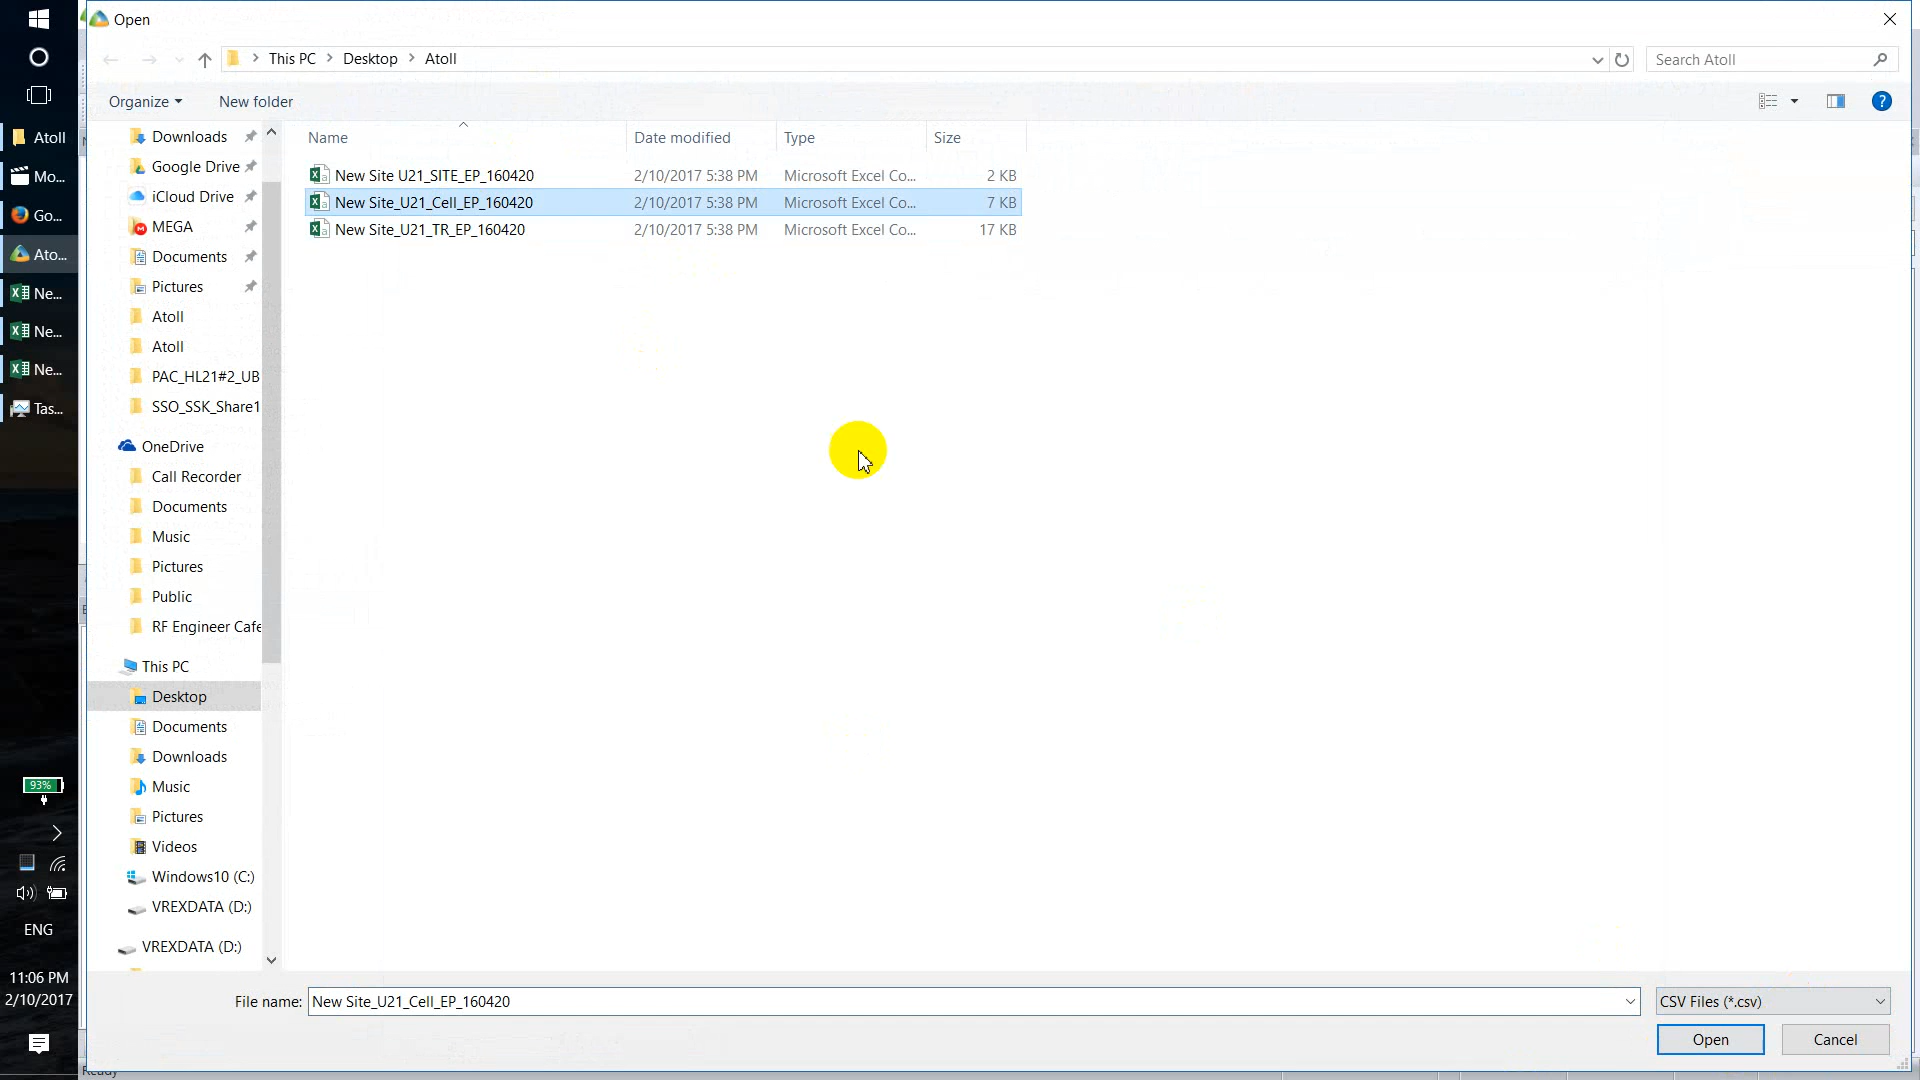 Open
This PC > Desktop > Atoll
Search Atoll
Organize
New folder
Name
Date modified
Type
Size
New Site U21_SITE_EP_160420 2/10/2017 5:38 PM Microsoft Excel Co... 2 KB
New Site_U21_Cell_EP_160420 2/10/2017 5:38 PM Microsoft Excel Co... 7 KB
New Site_U21_TR_EP_160420 2/10/2017 5:38 PM Microsoft Excel Co... 17 KB
Downloads
Google Drive
iCloud Drive
MEGA
Documents
Pictures
Atoll
Atoll
PAC_HL21#2_UB
SSO_SSK_Share1
OneDrive
Call Recorder
Documents
Music
Pictures
Public
RF Engineer Cafe
This PC
Desktop
Documents
Downloads
Music
Pictures
Videos
Windows10 (C:)
VREXDATA (D:)
VREXDATA (D:)
File name: New Site_U21_Cell_EP_160420
CSV Files (*.csv)
Open
Cancel
Atoll
Mo...
Go...
Ato...
Ne...
Ne...
Ne...
Tas...
93%
ENG
11:06 PM
2/10/2017
Ready